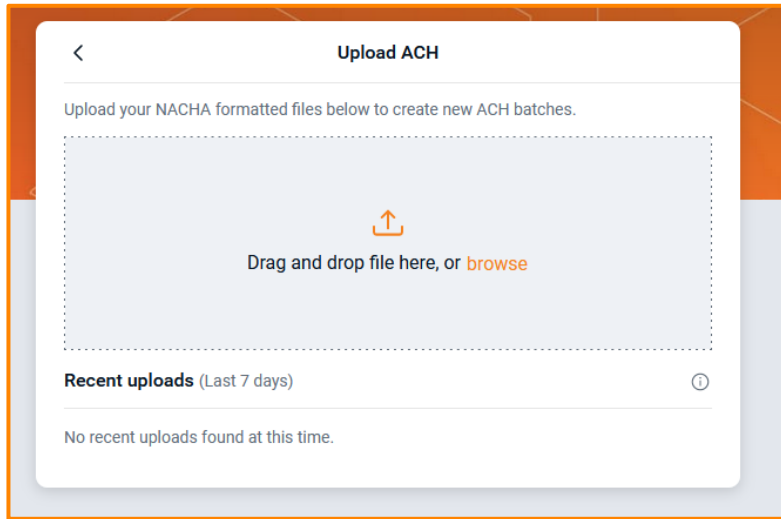 Upload ACH
Upload your NACHA formatted files below to create new ACH batches.
Drag and drop file here, or browse
Recent uploads (Last 7 days)
No recent uploads found at this time.